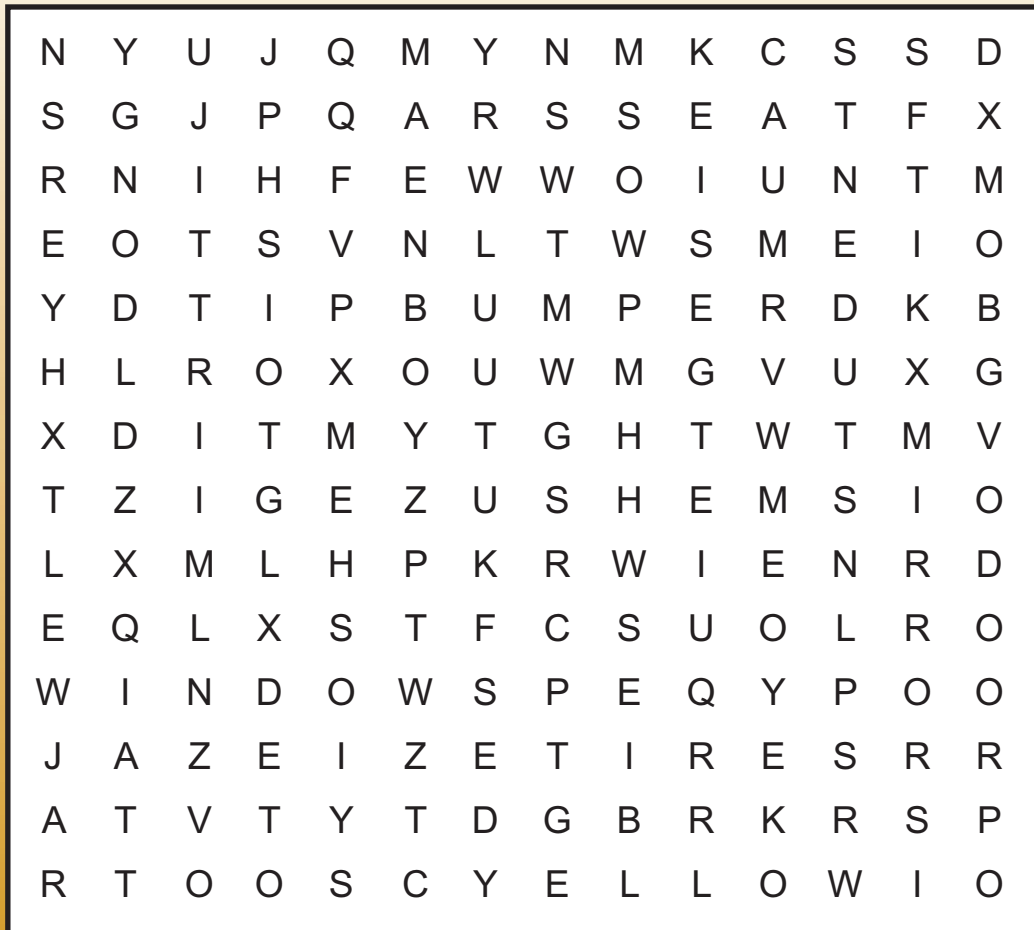 N Y U J Q M Y N M K C S S D
S G J P Q A R S S E A T F X
R N I H F E W W O I U N T M
E O T S V N L T W S M E I O
Y D T I P B U M P E R D K B
H L R O X O U W M G V U X G
X D I T M Y T G H T W T M V
T Z I G E Z U S H E M S I O
L X M L H P K R W I E N R D
E Q L X S T F C S U O L R O
W I N D O W S P E Q Y P O O
J A Z E I Z E T I R E S R R
A T V T Y T D G B R K R S P
R T O O S C Y E L L O W I O